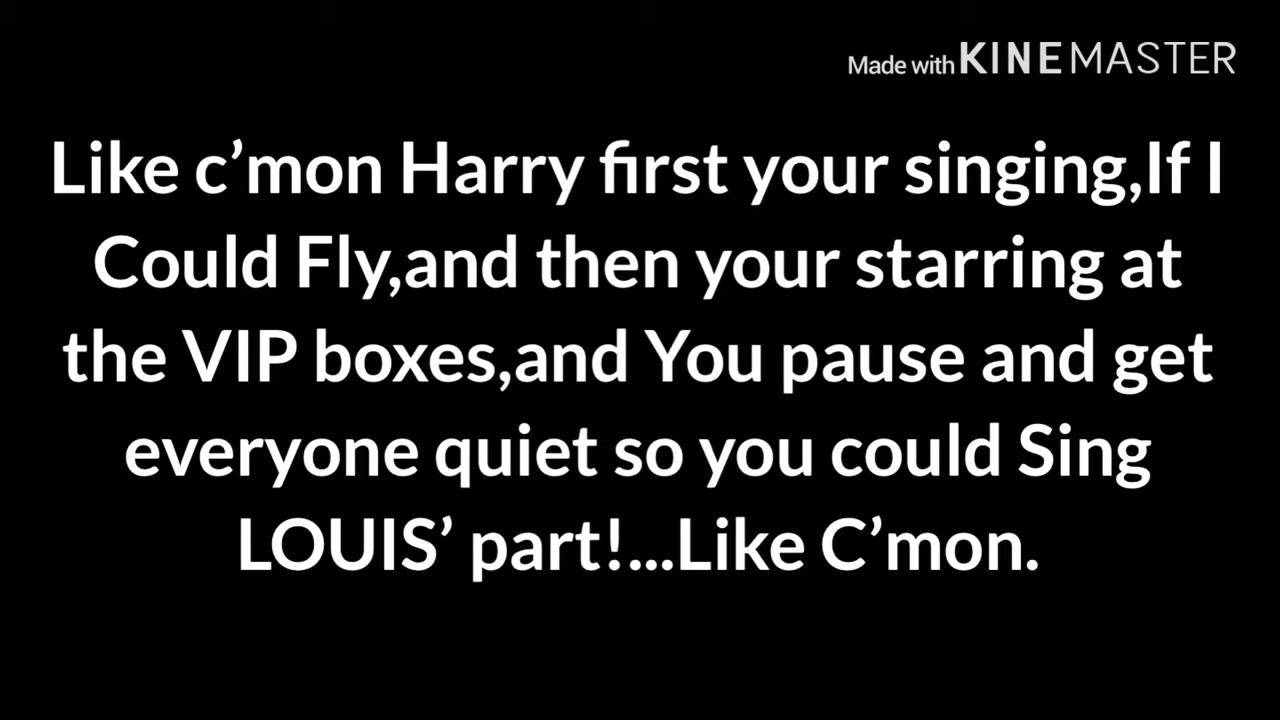 Made with KINEMASTER
Like c’mon Harry first your singing,If I
Could Fly,and then your starring at
the VIP boxes,and You pause and get
everyone quiet so you could Sing
LOUIS’ part!...Like C’mon.